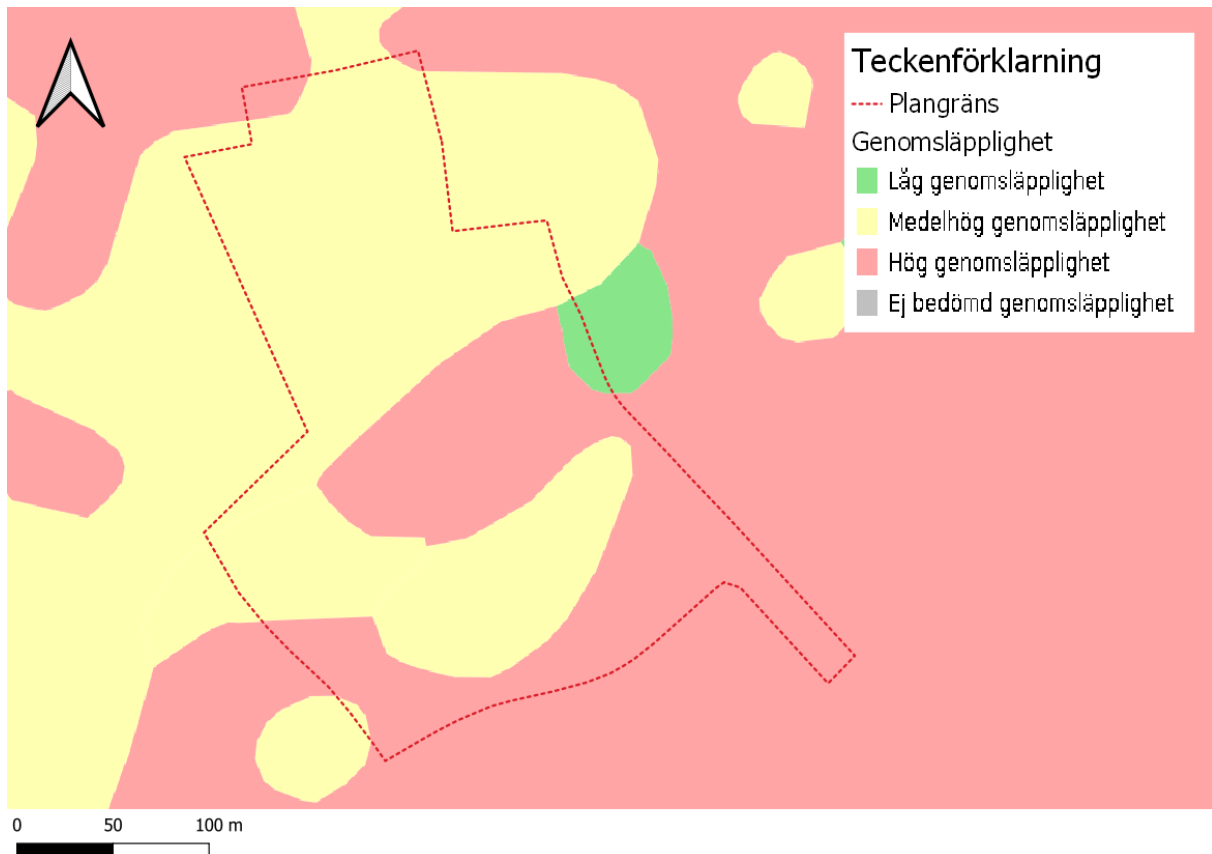 Teckenförklarning
Plangräns
Genomsläpplighet
Låg genomsläpplighet
Medelhög genomsläpplighet
Hög genomsläpplighet
Ej bedömd genomsläpplighet
0 50 100 m